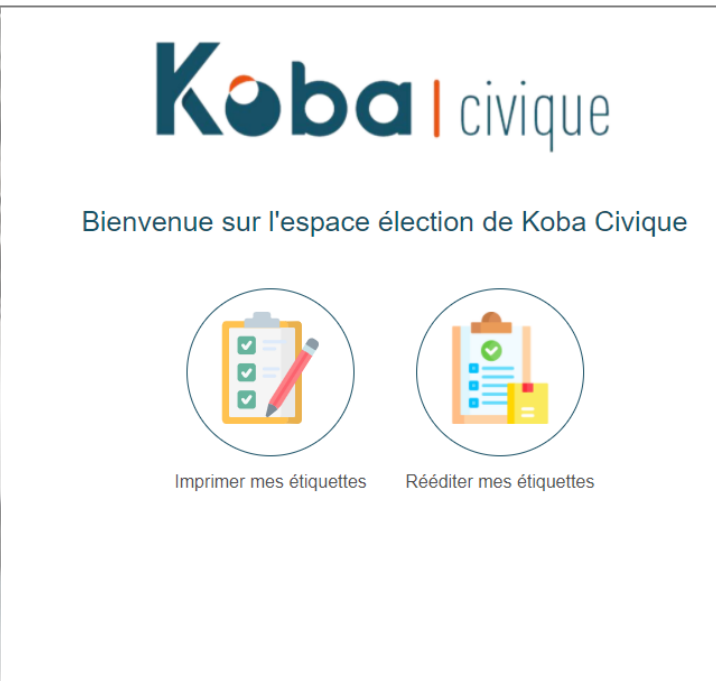 Koba | civique
Bienvenue sur l'espace élection de Koba Civique
Imprimer mes étiquettes
Rééditer mes étiquettes